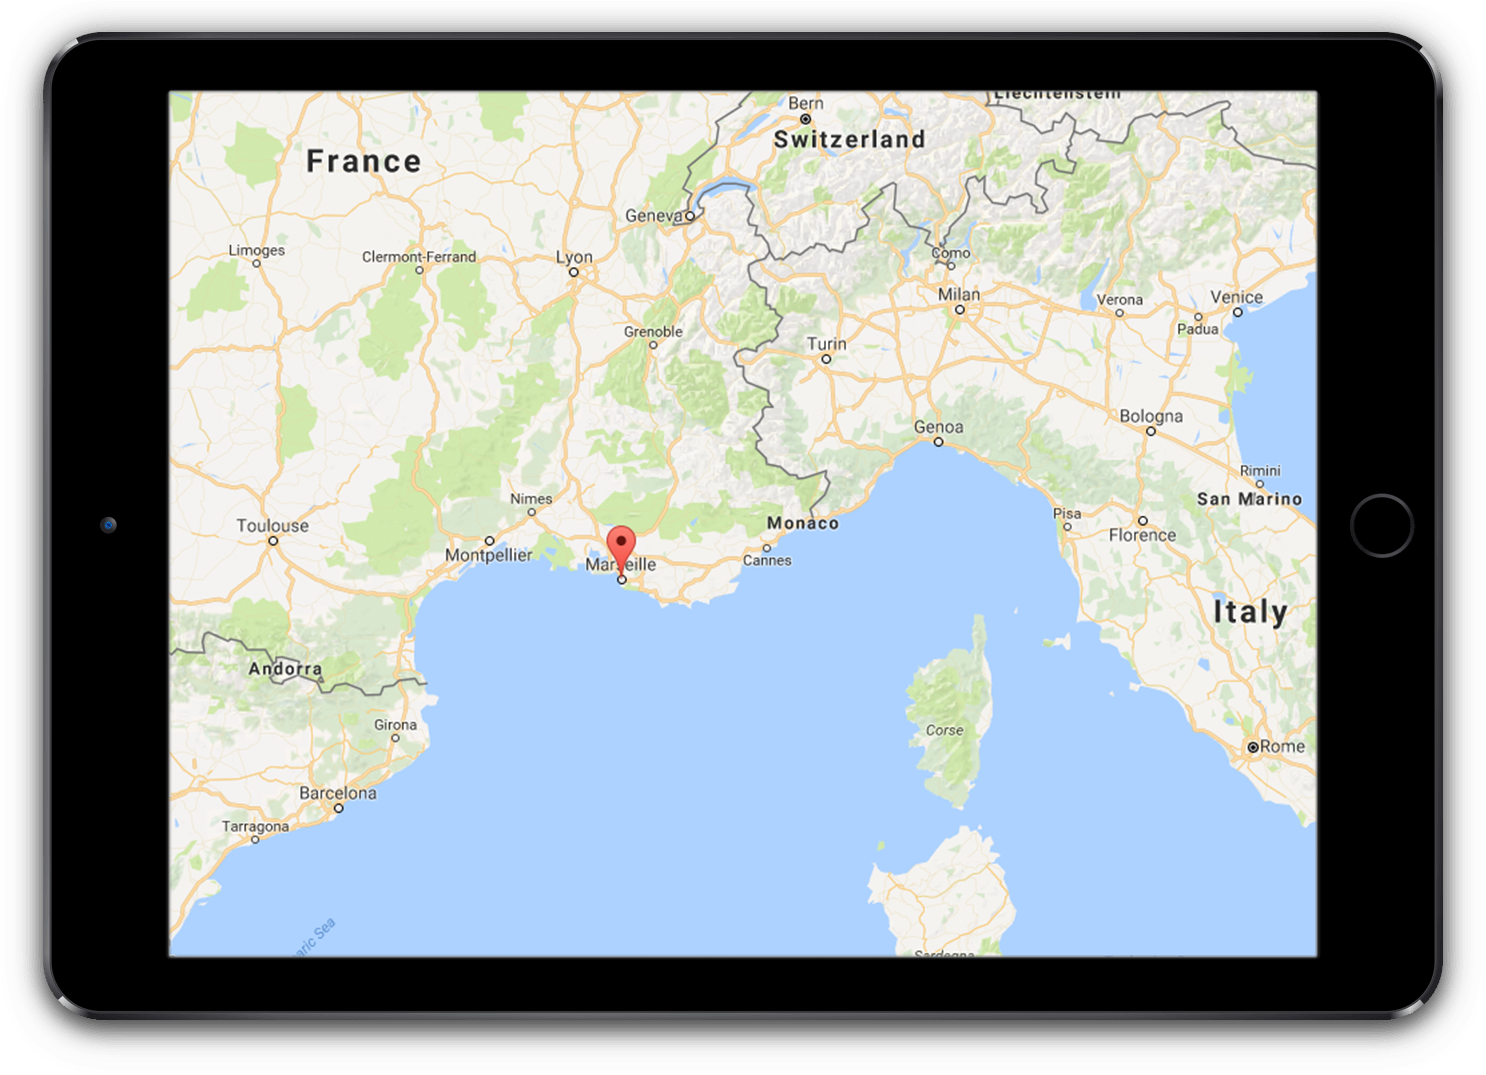 Liechtenstein
Bern
Switzerland
France
Geneva
Limoges
Clermont-Ferrand
Lyon
Como
Milan
Verona
Venice
Padua
Grenoble
Turin
Bologna
Genoa
Rimini
Nimes
San Marino
Pisa
Monaco
Toulouse
Florence
Montpellier
Marseille
Cannes
Italy
Andorra
Girona
Corse
Rome
Barcelona
Tarragona
aric Sea
Sardegna